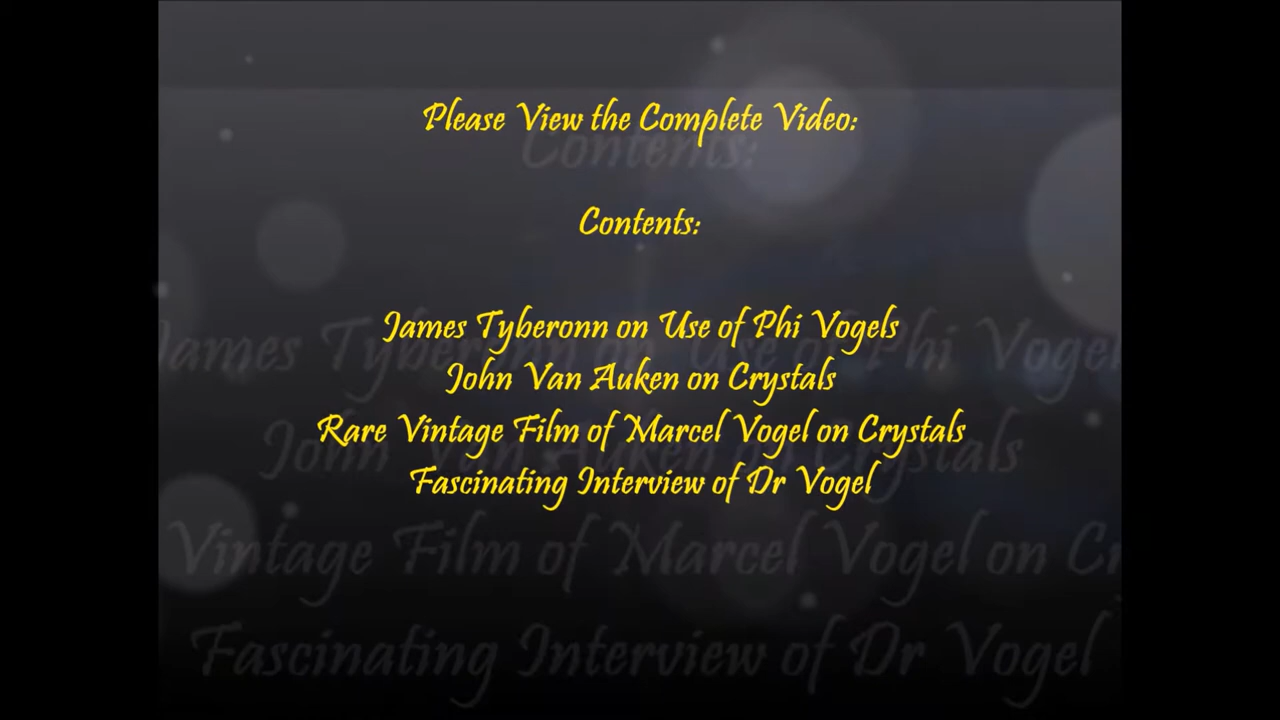 Please View the Complete Video:
Contents:
James Tyberonn on Use of Phi Vogels
John Van Auken on Crystals
Rare Vintage Film of Marcel Vogel on Crystals
Fascinating Interview of Dr Vogel